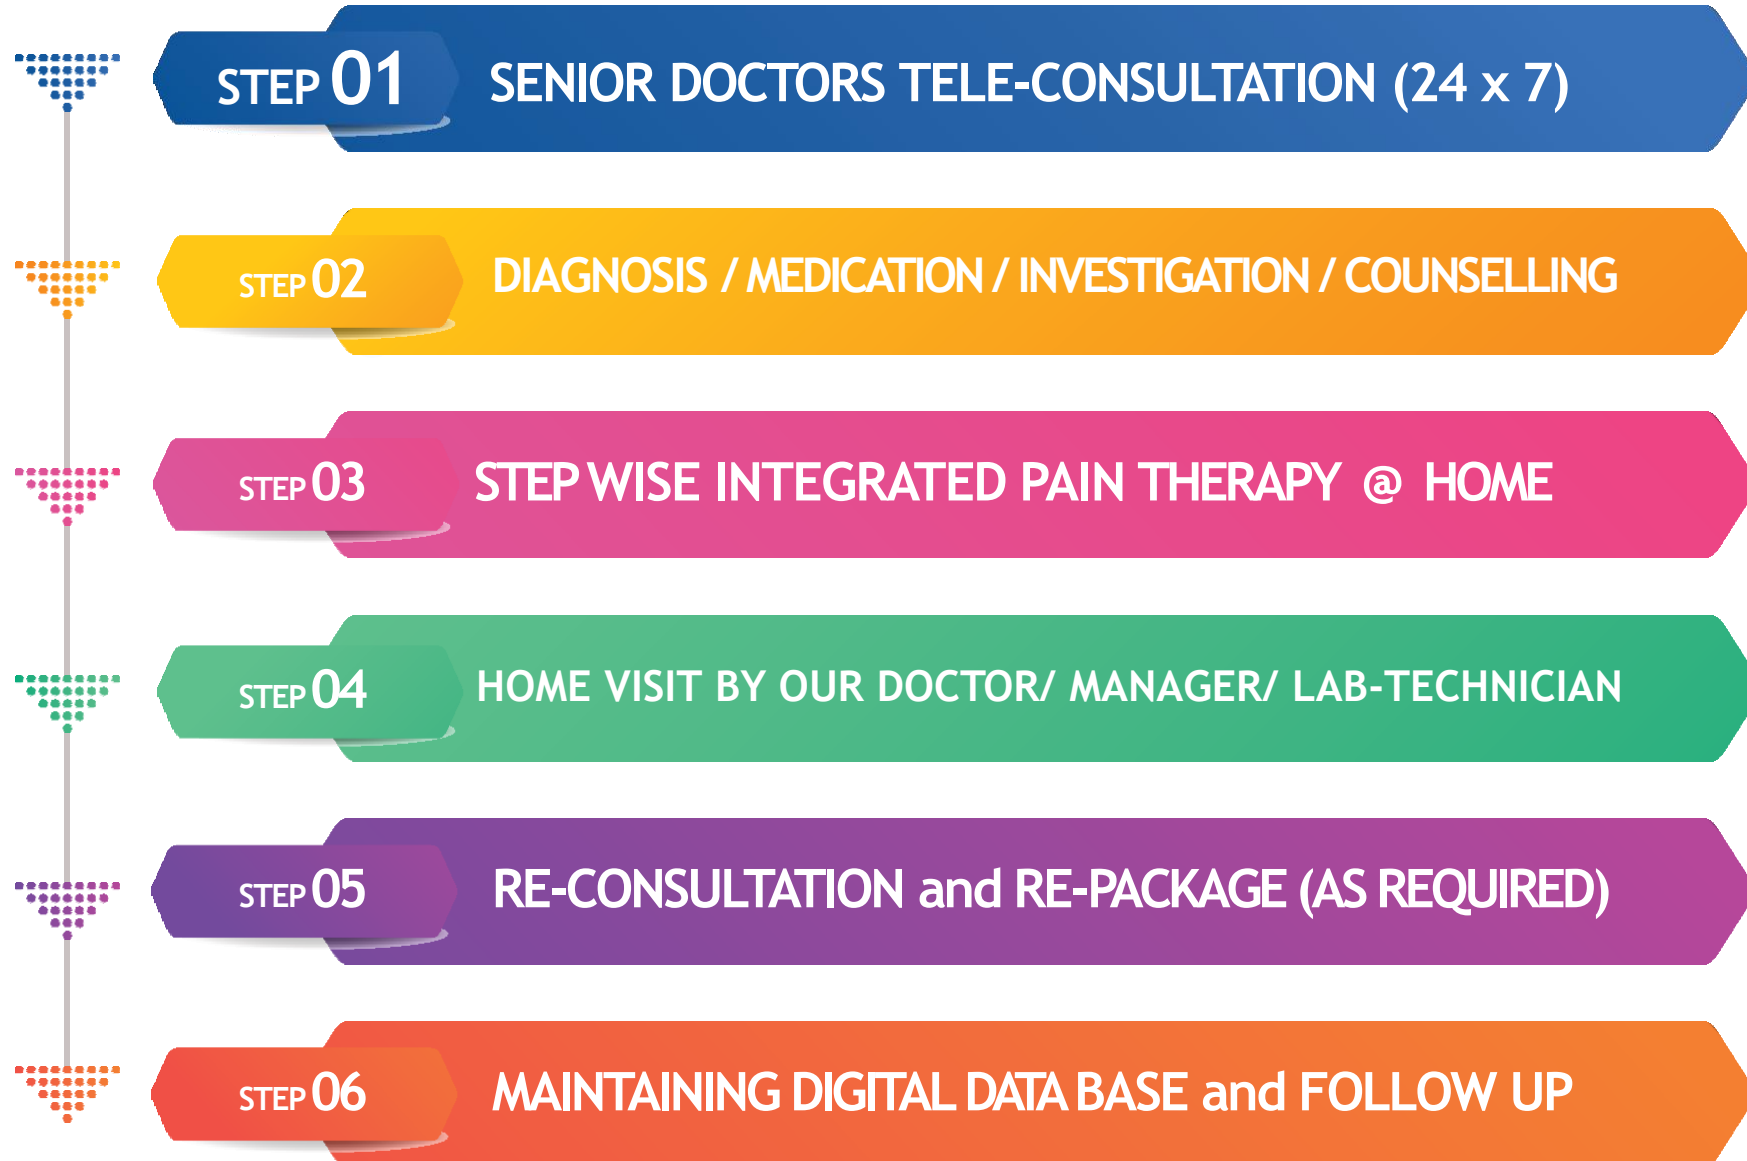 STEP 01 SENIOR DOCTORS TELE-CONSULTATION (24 x 7)
STEP 02 DIAGNOSIS / MEDICATION / INVESTIGATION / COUNSELLING
STEP 03 STEP WISE INTEGRATED PAIN THERAPY @ HOME
STEP 04 HOME VISIT BY OUR DOCTOR/ MANAGER/ LAB-TECHNICIAN
STEP 05 RE-CONSULTATION and RE-PACKAGE (AS REQUIRED)
STEP 06 MAINTAINING DIGITAL DATA BASE and FOLLOW UP